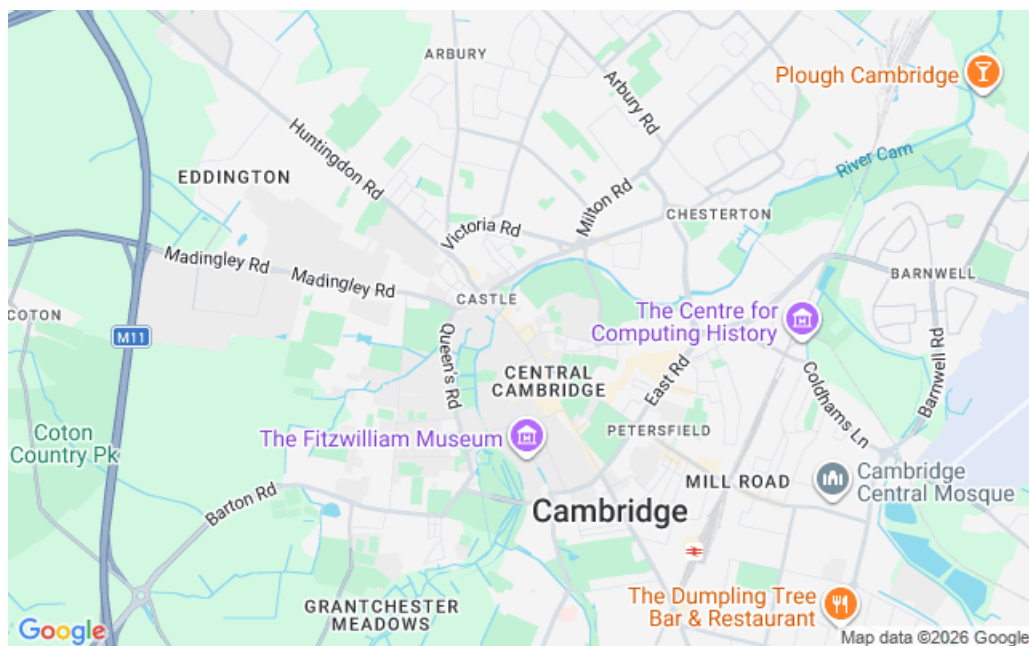 ARBURY
Plough Cambridge
Arbury Rd
Huntingdon Rd
River Cam
EDDINGTON
Milton Rd
CHESTERTON
Victoria Rd
Madingley Rd
Madingley Rd
BARNWELL
CASTLE
COTON
The Centre for
Computing History
M11
Queen's Rd
Barnwell Rd
CENTRAL
CAMBRIDGE
East Rd
Coldhams Ln
Coton
Country Pk
The Fitzwilliam Museum
PETERSFIELD
MILL ROAD
Cambridge
Central Mosque
Barton Rd
Cambridge
The Dumpling Tree
Bar & Restaurant
GRANTCHESTER
MEADOWS
Google
Map data ©2026 Google